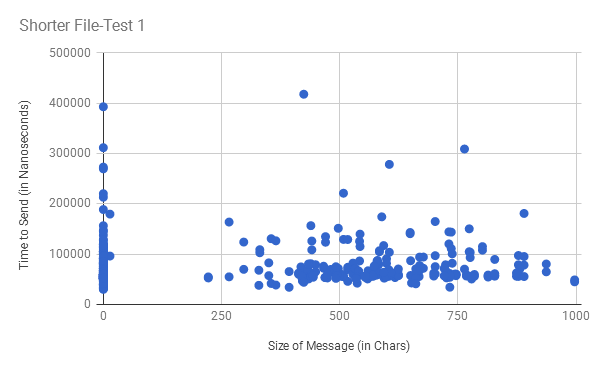 Shorter File-Test 1
500000
400000
300000
200000
100000
0
Time to Send (in Nanoseconds)
0 250 500 750 1000
Size of Message (in Chars)